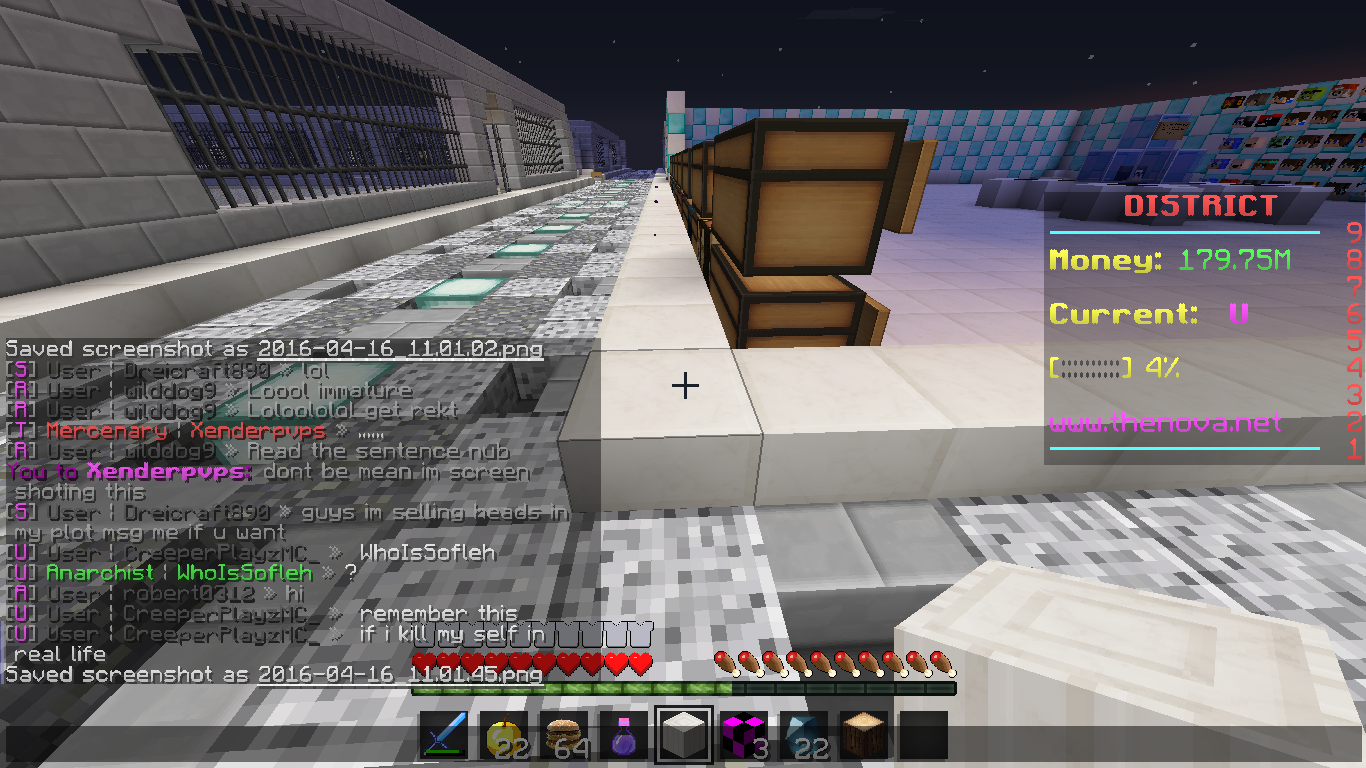 Saved screenshot as 2016-04-16_11.01.02.png
[S] User | Dreicraft890 » lol
[A] User | wilddog9 » Loool immature
[A] User | wilddog9 » Loloololol get rekt
[T] Mercenary | Xenderpvps » ,,,,,
[A] User | wilddog9 » Read the sentence nub
You to Xenderpvps: dont be mean im screen
shoting this
[S] User | Dreicraft890 » guys im selling heads in
my plot msg me if u want
[U] User | CreeperPlayzMC_ » WhoIsSofleh
[U] Anarchist | WhoIsSofleh » ?
[A] User | robert0312 » hi
[U] User | CreeperPlayzMC_ » remember this
[U] User | CreeperPlayzMC_ » if i kill my self in
real life
Saved screenshot as 2016-04-16_11.01.45.png
DISTRICT
9
Money: 179.75M
8
7
Current: U
6
5
[::::::::::] 4%
4
3
www.thenova.net
2
1
22
64
3
22